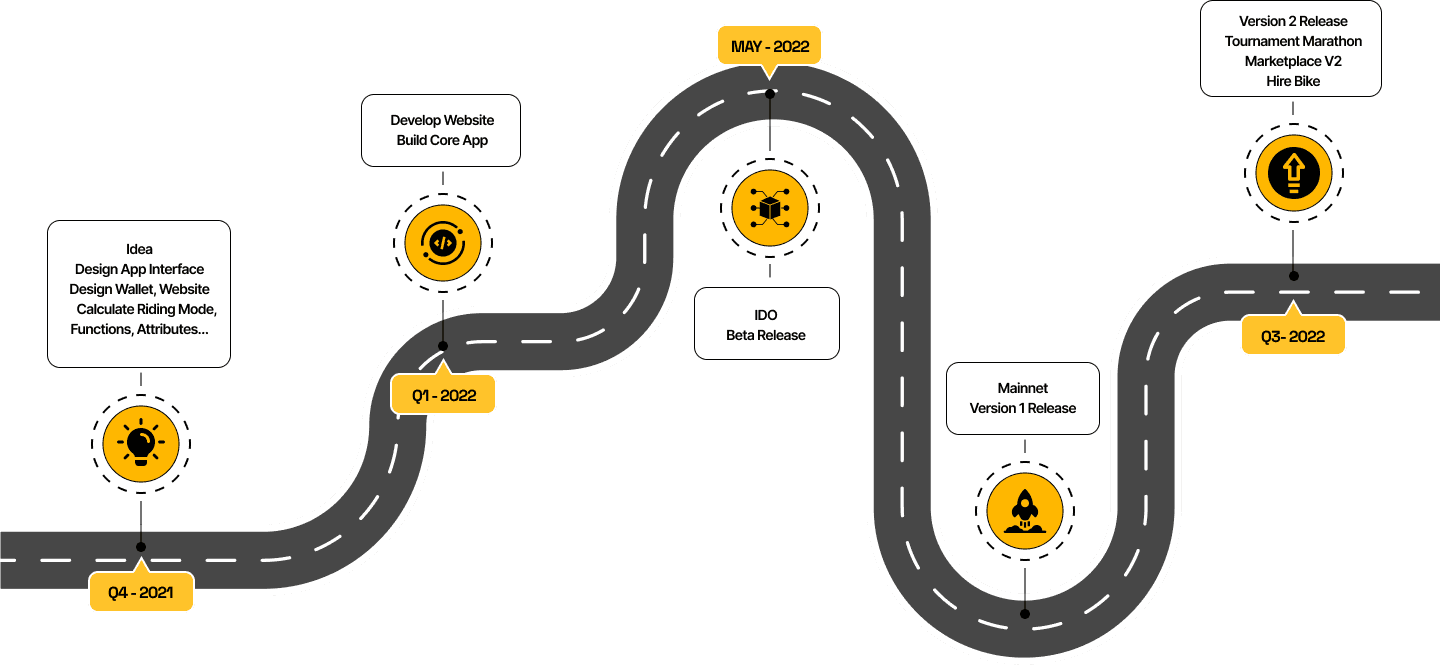 Idea
Design App Interface
Design Wallet, Website
Calculate Riding Mode,
Functions, Attributes...
Q4 - 2021
Develop Website
Build Core App
Q1 - 2022
MAY - 2022
IDO
Beta Release
Mainnet
Version 1 Release
Version 2 Release
Tournament Marathon
Marketplace V2
Hire Bike
Q3- 2022